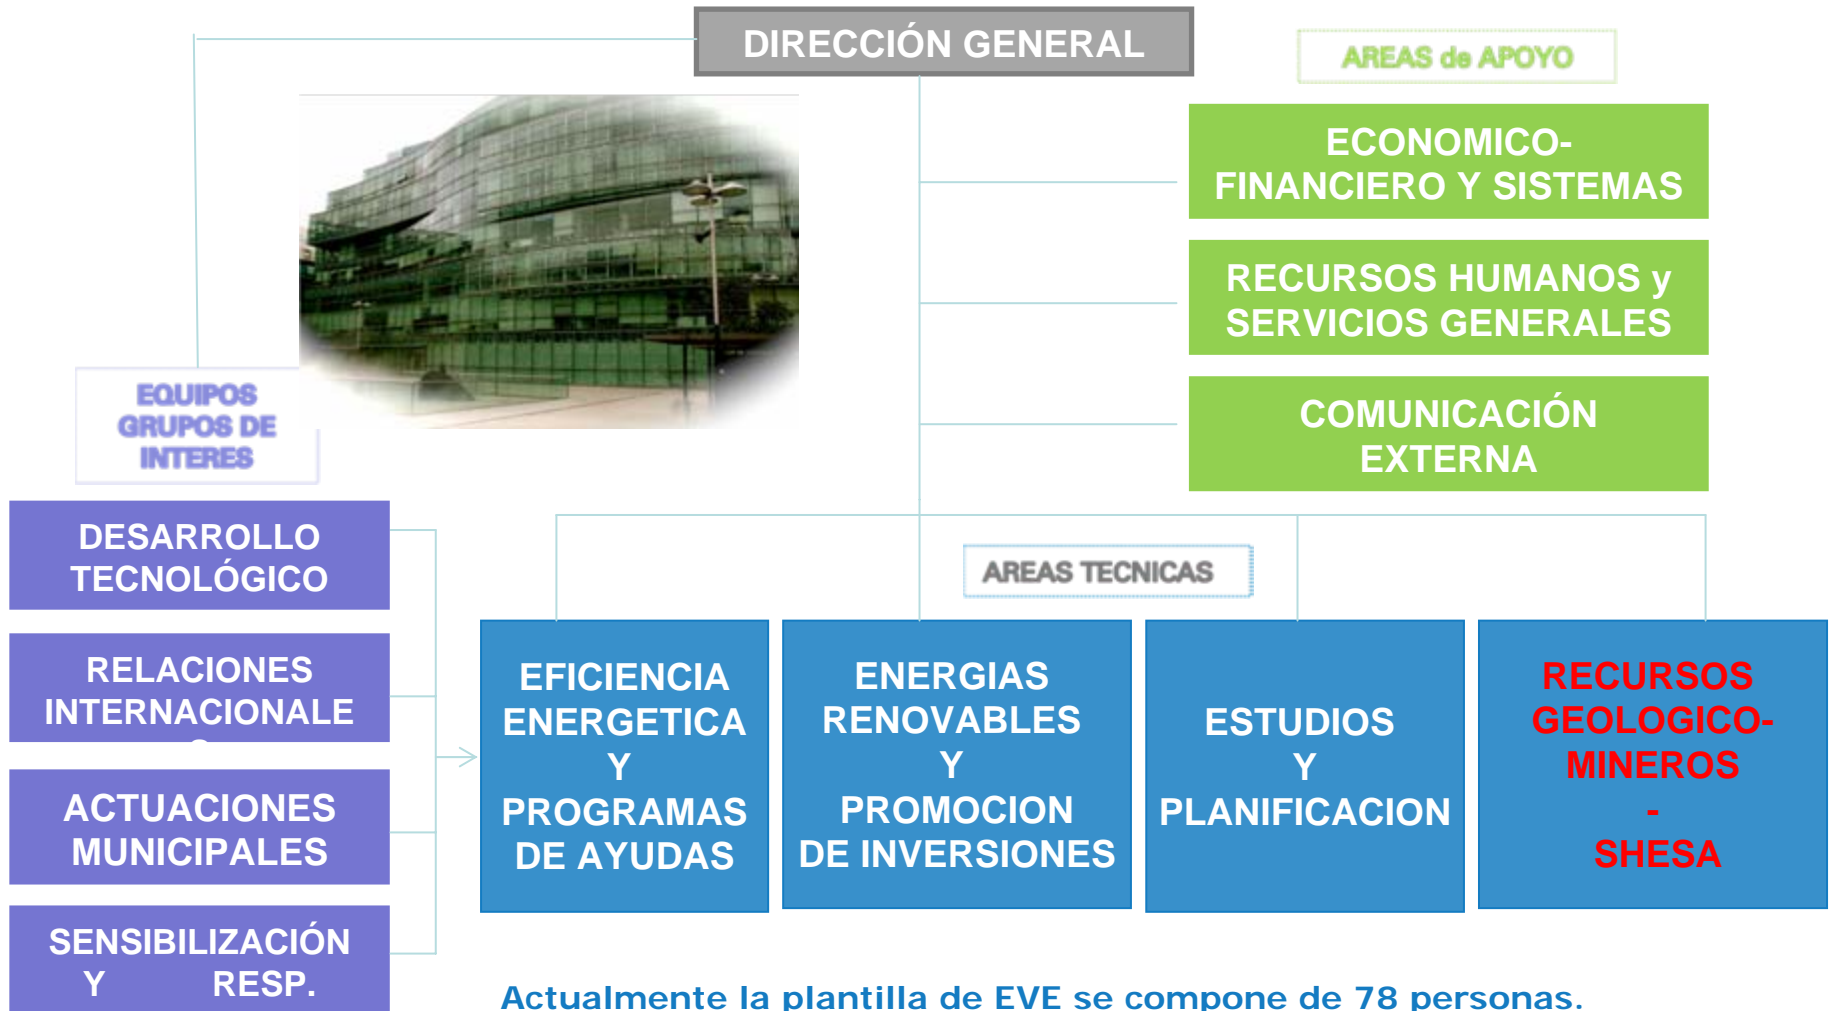 DIRECCIÓN GENERAL
AREAS de APOYO
ECONOMICO-
FINANCIERO Y SISTEMAS
RECURSOS HUMANOS y
SERVICIOS GENERALES
COMUNICACIÓN
EXTERNA
EQUIPOS
GRUPOS DE
INTERES
DESARROLLO
TECNOLÓGICO
RELACIONES
INTERNACIONALE
ACTUACIONES
MUNICIPALES
SENSIBILIZACIÓN
Y RESP.
AREAS TECNICAS
EFICIENCIA
ENERGETICA
Y
PROGRAMAS
DE AYUDAS
ENERGIAS
RENOVABLES
Y
PROMOCION
DE INVERSIONES
ESTUDIOS
Y
PLANIFICACION
RECURSOS
GEOLOGICO-
MINEROS
-
SHESA
Actualmente la plantilla de EVE se compone de 78 personas.